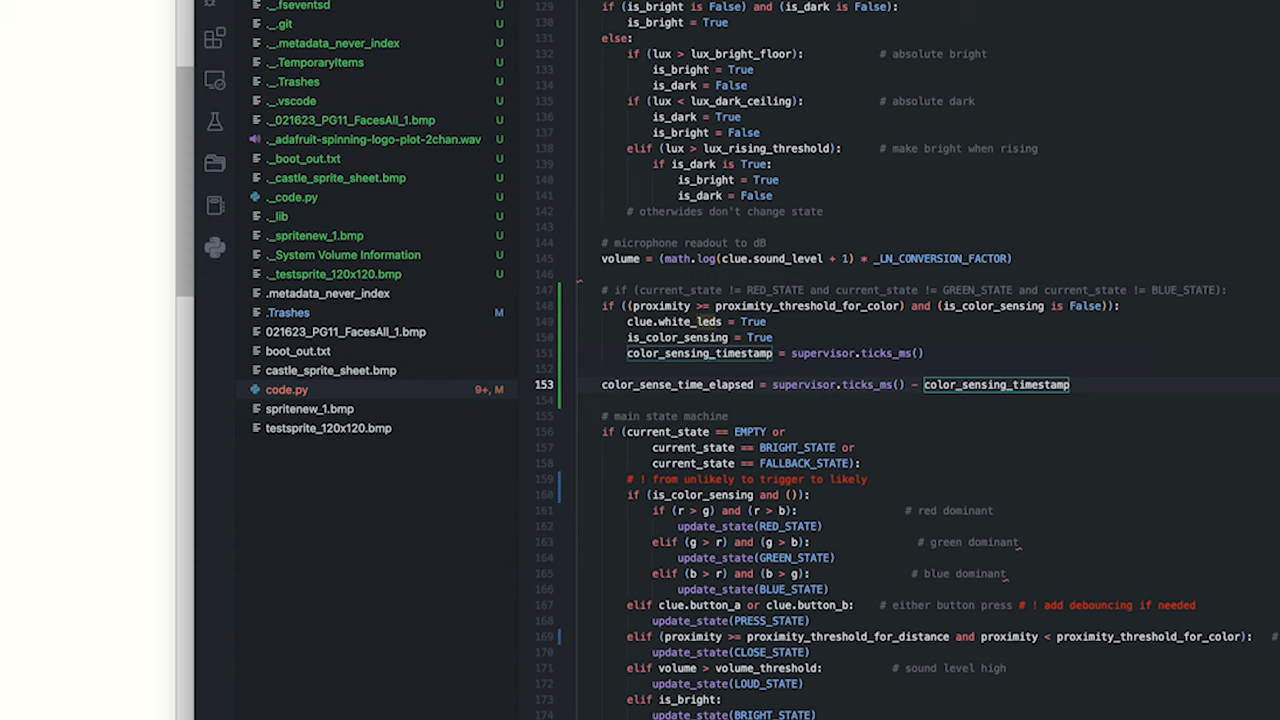 ._fseventsd U
._.git U
._.metadata_never_index U
._.TemporaryItems U
._.Trashes U
._.vscode U
._021623_PG11_FacesAll_1.bmp U
._adafruit-spinning-logo-plot-2chan.wav U
._boot_out.txt U
._castle_sprite_sheet.bmp U
._code.py U
._lib U
._spritenew_1.bmp U
._System Volume Information U
._testsprite_120x120.bmp U
.metadata_never_index
.Trashes M
021623_PG11_FacesAll_1.bmp
boot_out.txt
castle_sprite_sheet.bmp
code.py 9+, M
spritenew_1.bmp
testsprite_120x120.bmp
129 if (is_bright is False) and (is_dark is False):
130 is_bright = True
131 else:
132 if (lux > lux_bright_floor): # absolute bright
133 is_bright = True
134 is_dark = False
135 if (lux < lux_dark_ceiling): # absolute dark
136 is_dark = True
137 is_bright = False
138 elif (lux > lux_rising_threshold): # make bright when rising
139 if is_dark is True:
140 is_bright = True
141 is_dark = False
142 # otherwides don't change state
143
144 # microphone readout to dB
145 volume = (math.log(clue.sound_level + 1) * _LN_CONVERSION_FACTOR)
146
147 # if (current_state != RED_STATE and current_state != GREEN_STATE and current_state != BLUE_STATE):
148 if ((proximity >= proximity_threshold_for_color) and (is_color_sensing is False)):
149 clue.white_leds = True
150 is_color_sensing = True
151 color_sensing_timestamp = supervisor.ticks_ms()
152
153 color_sense_time_elapsed = supervisor.ticks_ms() - color_sensing_timestamp
154
155 # main state machine
156 if (current_state == EMPTY or
157 current_state == BRIGHT_STATE or
158 current_state == FALLBACK_STATE):
159 # ! from unlikely to trigger to likely
160 if (is_color_sensing and ()):
161 if (r > g) and (r > b): # red dominant
162 update_state(RED_STATE)
163 elif (g > r) and (g > b): # green dominant
164 update_state(GREEN_STATE)
165 elif (b > r) and (b > g): # blue dominant
166 update_state(BLUE_STATE)
167 elif clue.button_a or clue.button_b: # either button press # ! add debouncing if needed
168 update_state(PRESS_STATE)
169 elif (proximity >= proximity_threshold_for_distance and proximity < proximity_threshold_for_color): #
170 update_state(CLOSE_STATE)
171 elif volume > volume_threshold: # sound level high
172 update_state(LOUD_STATE)
173 elif is_bright:
174 update_state(BRIGHT_STATE)